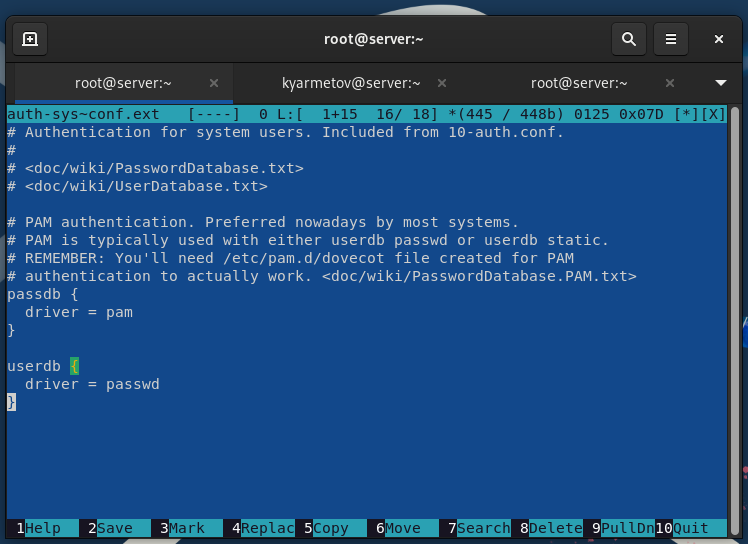 root@server:~
root@server:~ kyarmetov@server:~ root@server:~
auth-sys~conf.ext [----] 0 L:[ 1+15 16/ 18] *(445 / 448b) 0125 0x07D [*][X]
# Authentication for system users. Included from 10-auth.conf.
#
# <doc/wiki/PasswordDatabase.txt>
# <doc/wiki/UserDatabase.txt>
# PAM authentication. Preferred nowadays by most systems.
# PAM is typically used with either userdb passwd or userdb static.
# REMEMBER: You'll need /etc/pam.d/dovecot file created for PAM
# authentication to actually work. <doc/wiki/PasswordDatabase.PAM.txt>
passdb {
  driver = pam
}
userdb {
  driver = passwd
}
1Help 2Save 3Mark 4Replac 5Copy 6Move 7Search 8Delete 9PullDn 10Quit